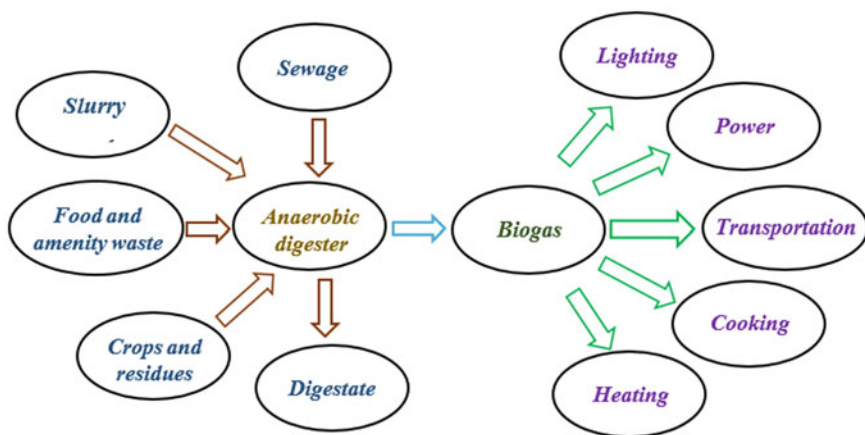 Sewage
Slurry
Food and
amenity waste
Anaerobic
digester
Crops and
residues
Digestate
Biogas
Lighting
Power
Transportation
Cooking
Heating